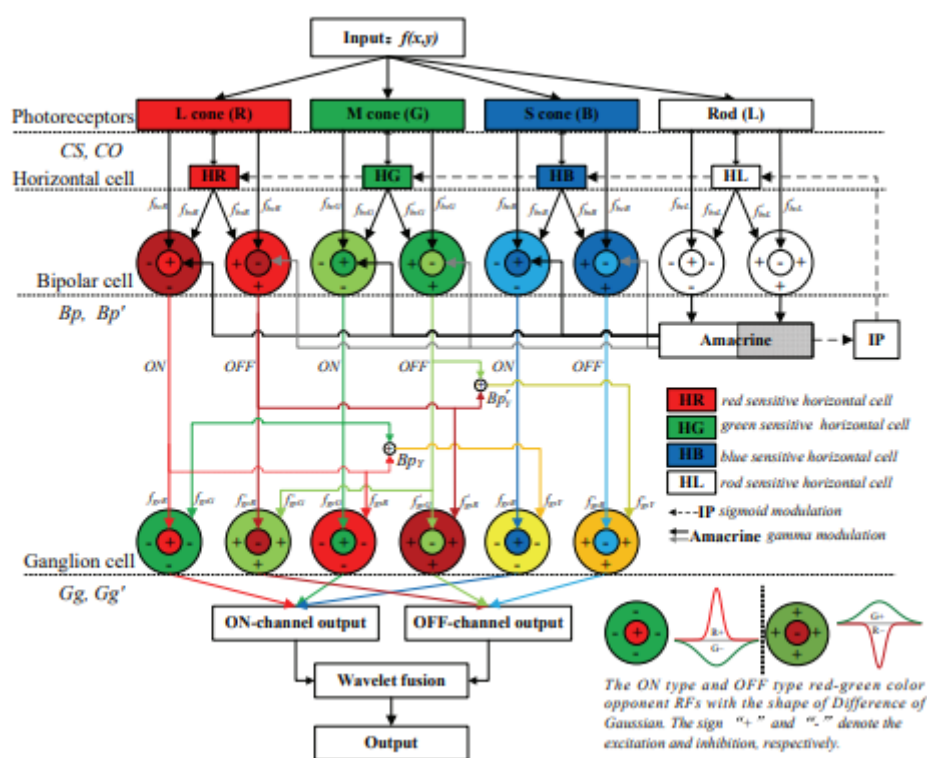 Input: f(x,y)
L cone (R) M cone (G) S cone (B) Rod (L)
Photoreceptors
CS, CO
Horizontal cell
HR HG HB HL
Bipolar cell
Bp, Bp′
Amacrine IP
ON OFF ON OFF ON OFF
Bp′Y
BpY
HR red sensitive horizontal cell
HG green sensitive horizontal cell
HB blue sensitive horizontal cell
HL rod sensitive horizontal cell
IP sigmoid modulation
Amacrine gamma modulation
Ganglion cell
Gg, Gg′
ON-channel output OFF-channel output
Wavelet fusion
Output
R+ G+
G− R−
The ON type and OFF type red-green color
opponent RFs with the shape of Difference of
Gaussian. The sign “+” and “-” denote the
excitation and inhibition, respectively.